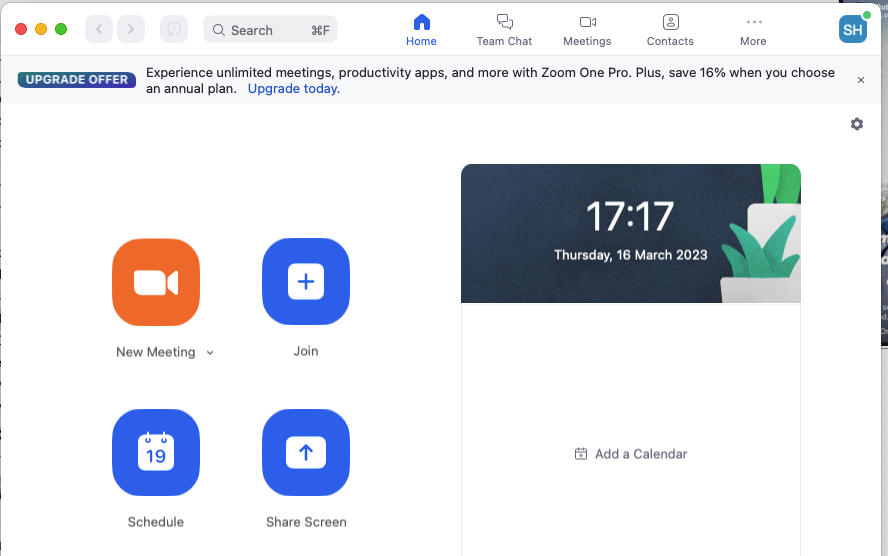 Search ⌘F
Home
Team Chat
Meetings
Contacts
More
SH
UPGRADE OFFER
Experience unlimited meetings, productivity apps, and more with Zoom One Pro. Plus, save 16% when you choose
an annual plan. Upgrade today.
17:17
Thursday, 16 March 2023
New Meeting
Join
19
Schedule
Share Screen
Add a Calendar